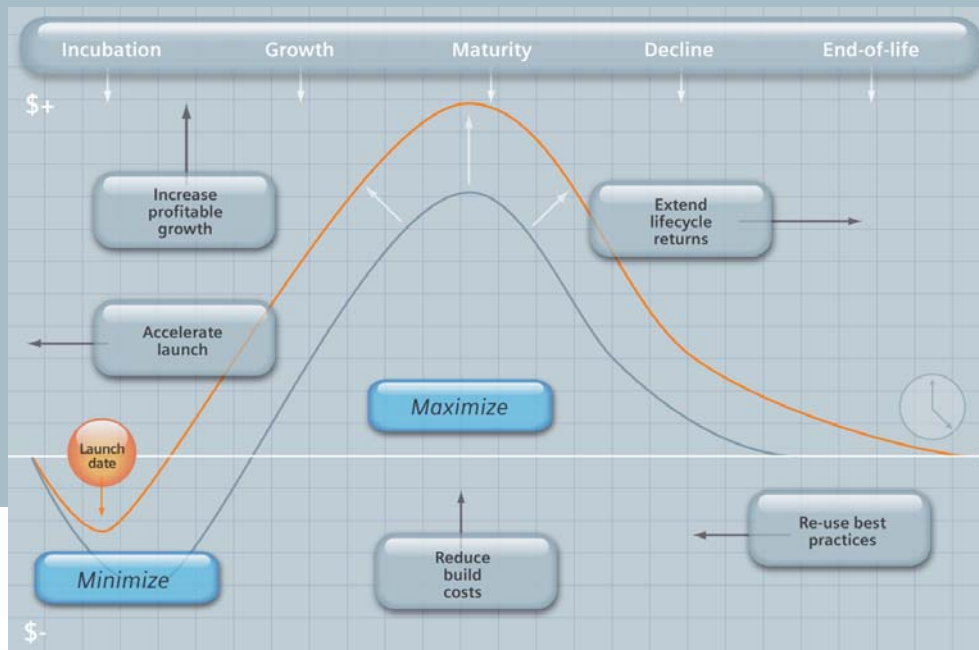 Incubation Growth Maturity Decline End-of-life
$+
Increase
profitable
growth
Extend
lifecycle
returns
Accelerate
launch
Maximize
Launch
date
Minimize
Reduce
build
costs
Re-use best
practices
$-